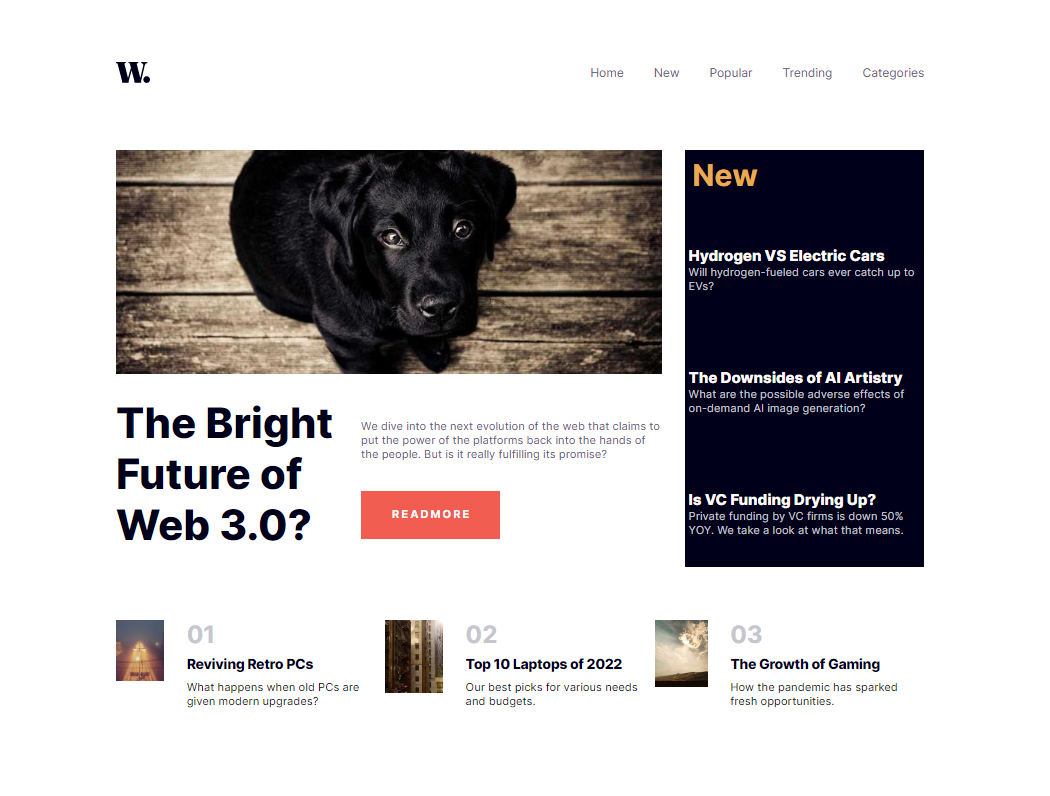 W.
Home New Popular Trending Categories
New
Hydrogen VS Electric Cars
Will hydrogen-fueled cars ever catch up to
EVs?
The Downsides of AI Artistry
What are the possible adverse effects of
on-demand AI image generation?
Is VC Funding Drying Up?
Private funding by VC firms is down 50%
YOY. We take a look at what that means.
The Bright
Future of
Web 3.0?
We dive into the next evolution of the web that claims to
put the power of the platforms back into the hands of
the people. But is it really fulfilling its promise?
READMORE
01
Reviving Retro PCs
What happens when old PCs are
given modern upgrades?
02
Top 10 Laptops of 2022
Our best picks for various needs
and budgets.
03
The Growth of Gaming
How the pandemic has sparked
fresh opportunities.